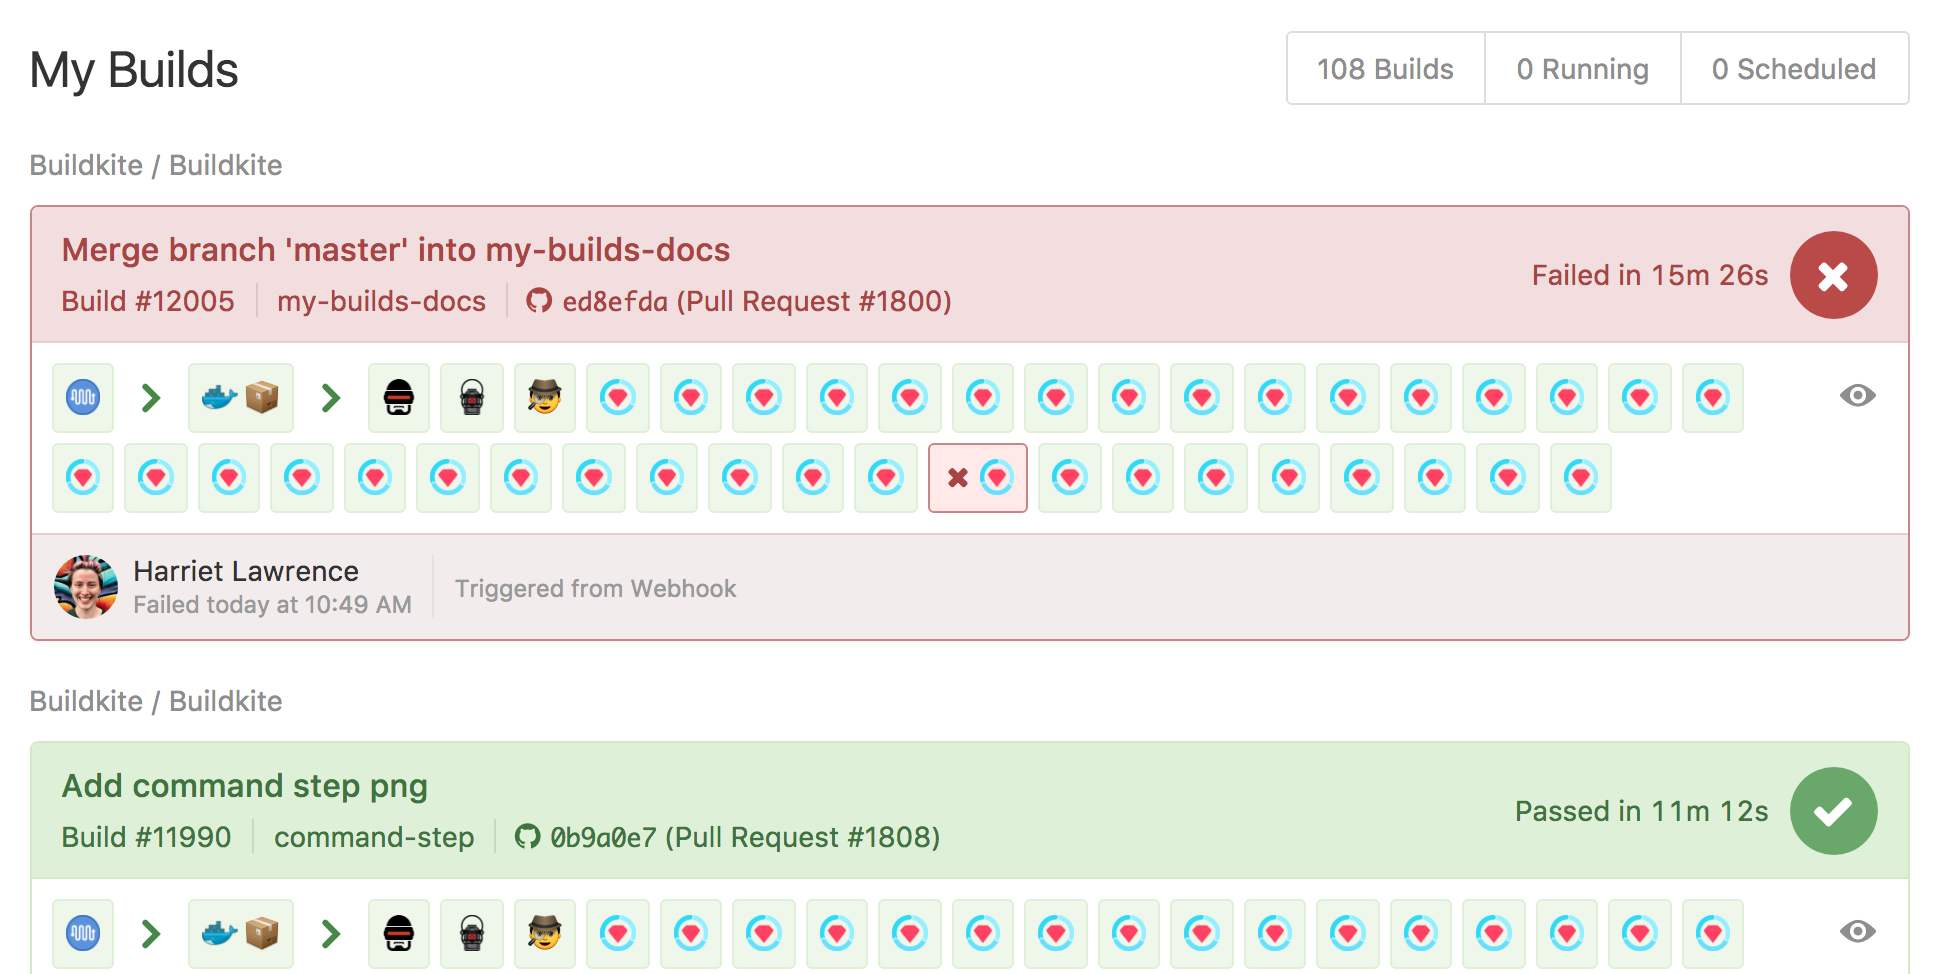 My Builds
108 Builds 0 Running 0 Scheduled
Buildkite / Buildkite
Merge branch 'master' into my-builds-docs
Failed in 15m 26s
Build #12005 my-builds-docs ed8efda (Pull Request #1800)
Harriet Lawrence
Failed today at 10:49 AM
Triggered from Webhook
Buildkite / Buildkite
Add command step png
Passed in 11m 12s
Build #11990 command-step 0b9a0e7 (Pull Request #1808)